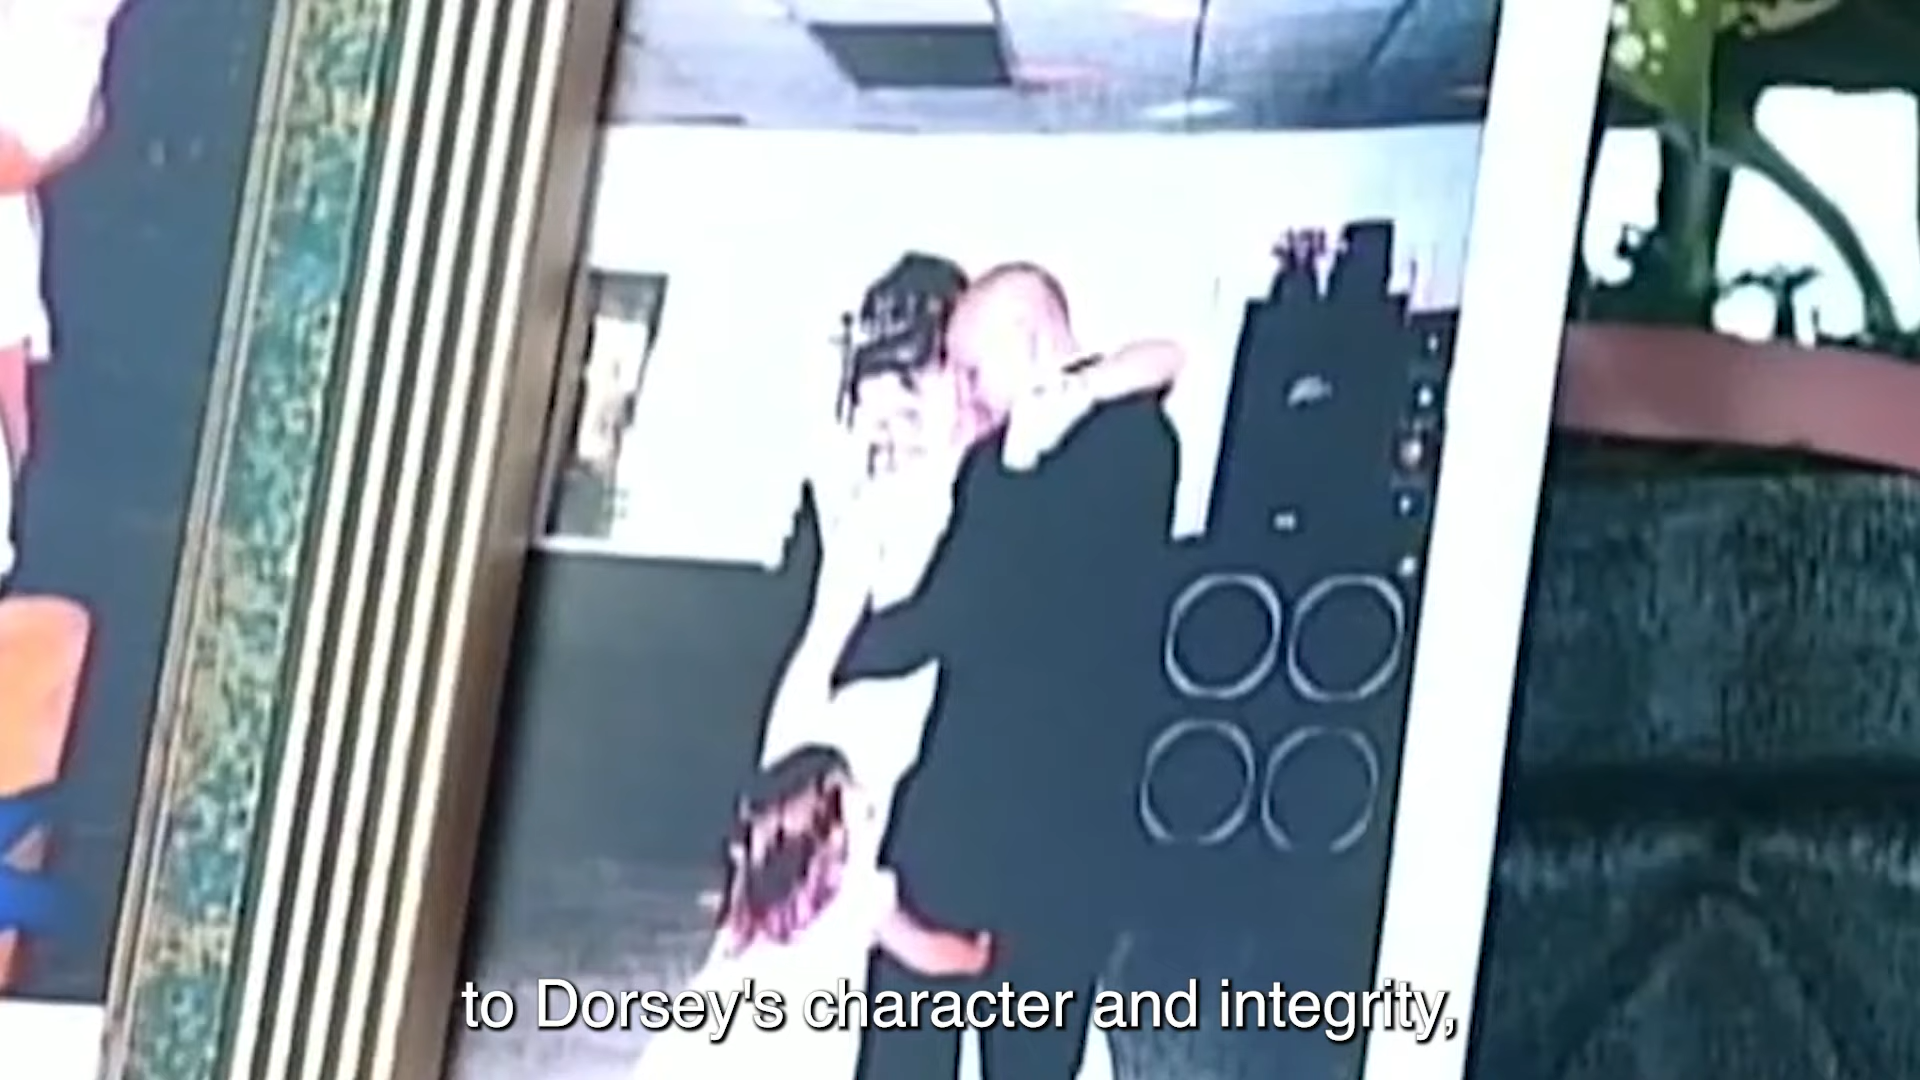 to Dorsey's character and integrity,